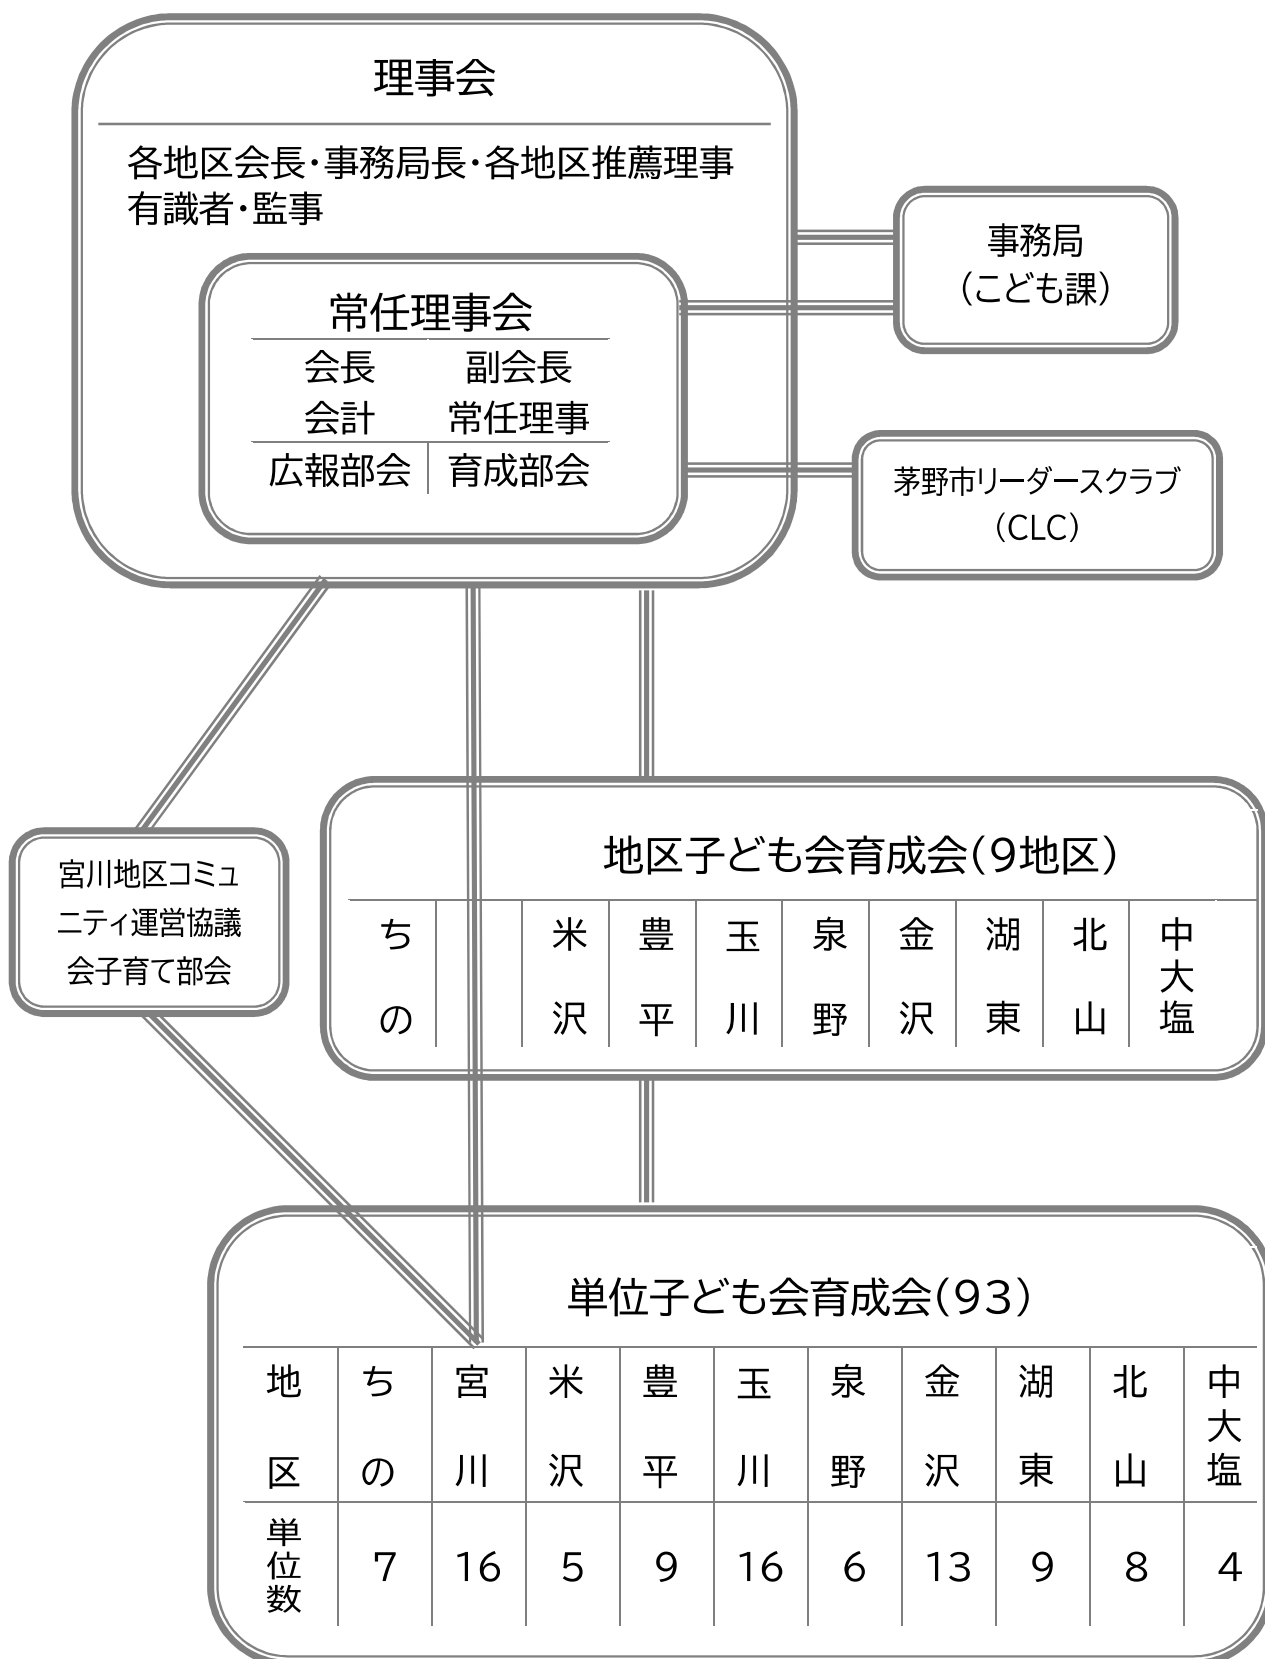 理事会
各地区会長・事務局長・各地区推薦理事
有識者・監事
常任理事会
会長 副会長
会計 常任理事
広報部会 育成部会
事務局
（こども課）
茅野市リーダースクラブ
（CLC）
宮川地区コミュ
ニティ運営協議
会子育て部会
地区子ども会育成会（9地区）
ちの 米沢 豊平 玉川 泉野 金沢 湖東 北山 中大塩
単位子ども会育成会（93）
地区 ちの 宮川 米沢 豊平 玉川 泉野 金沢 湖東 北山 中大塩
単位数 7 16 5 9 16 6 13 9 8 4